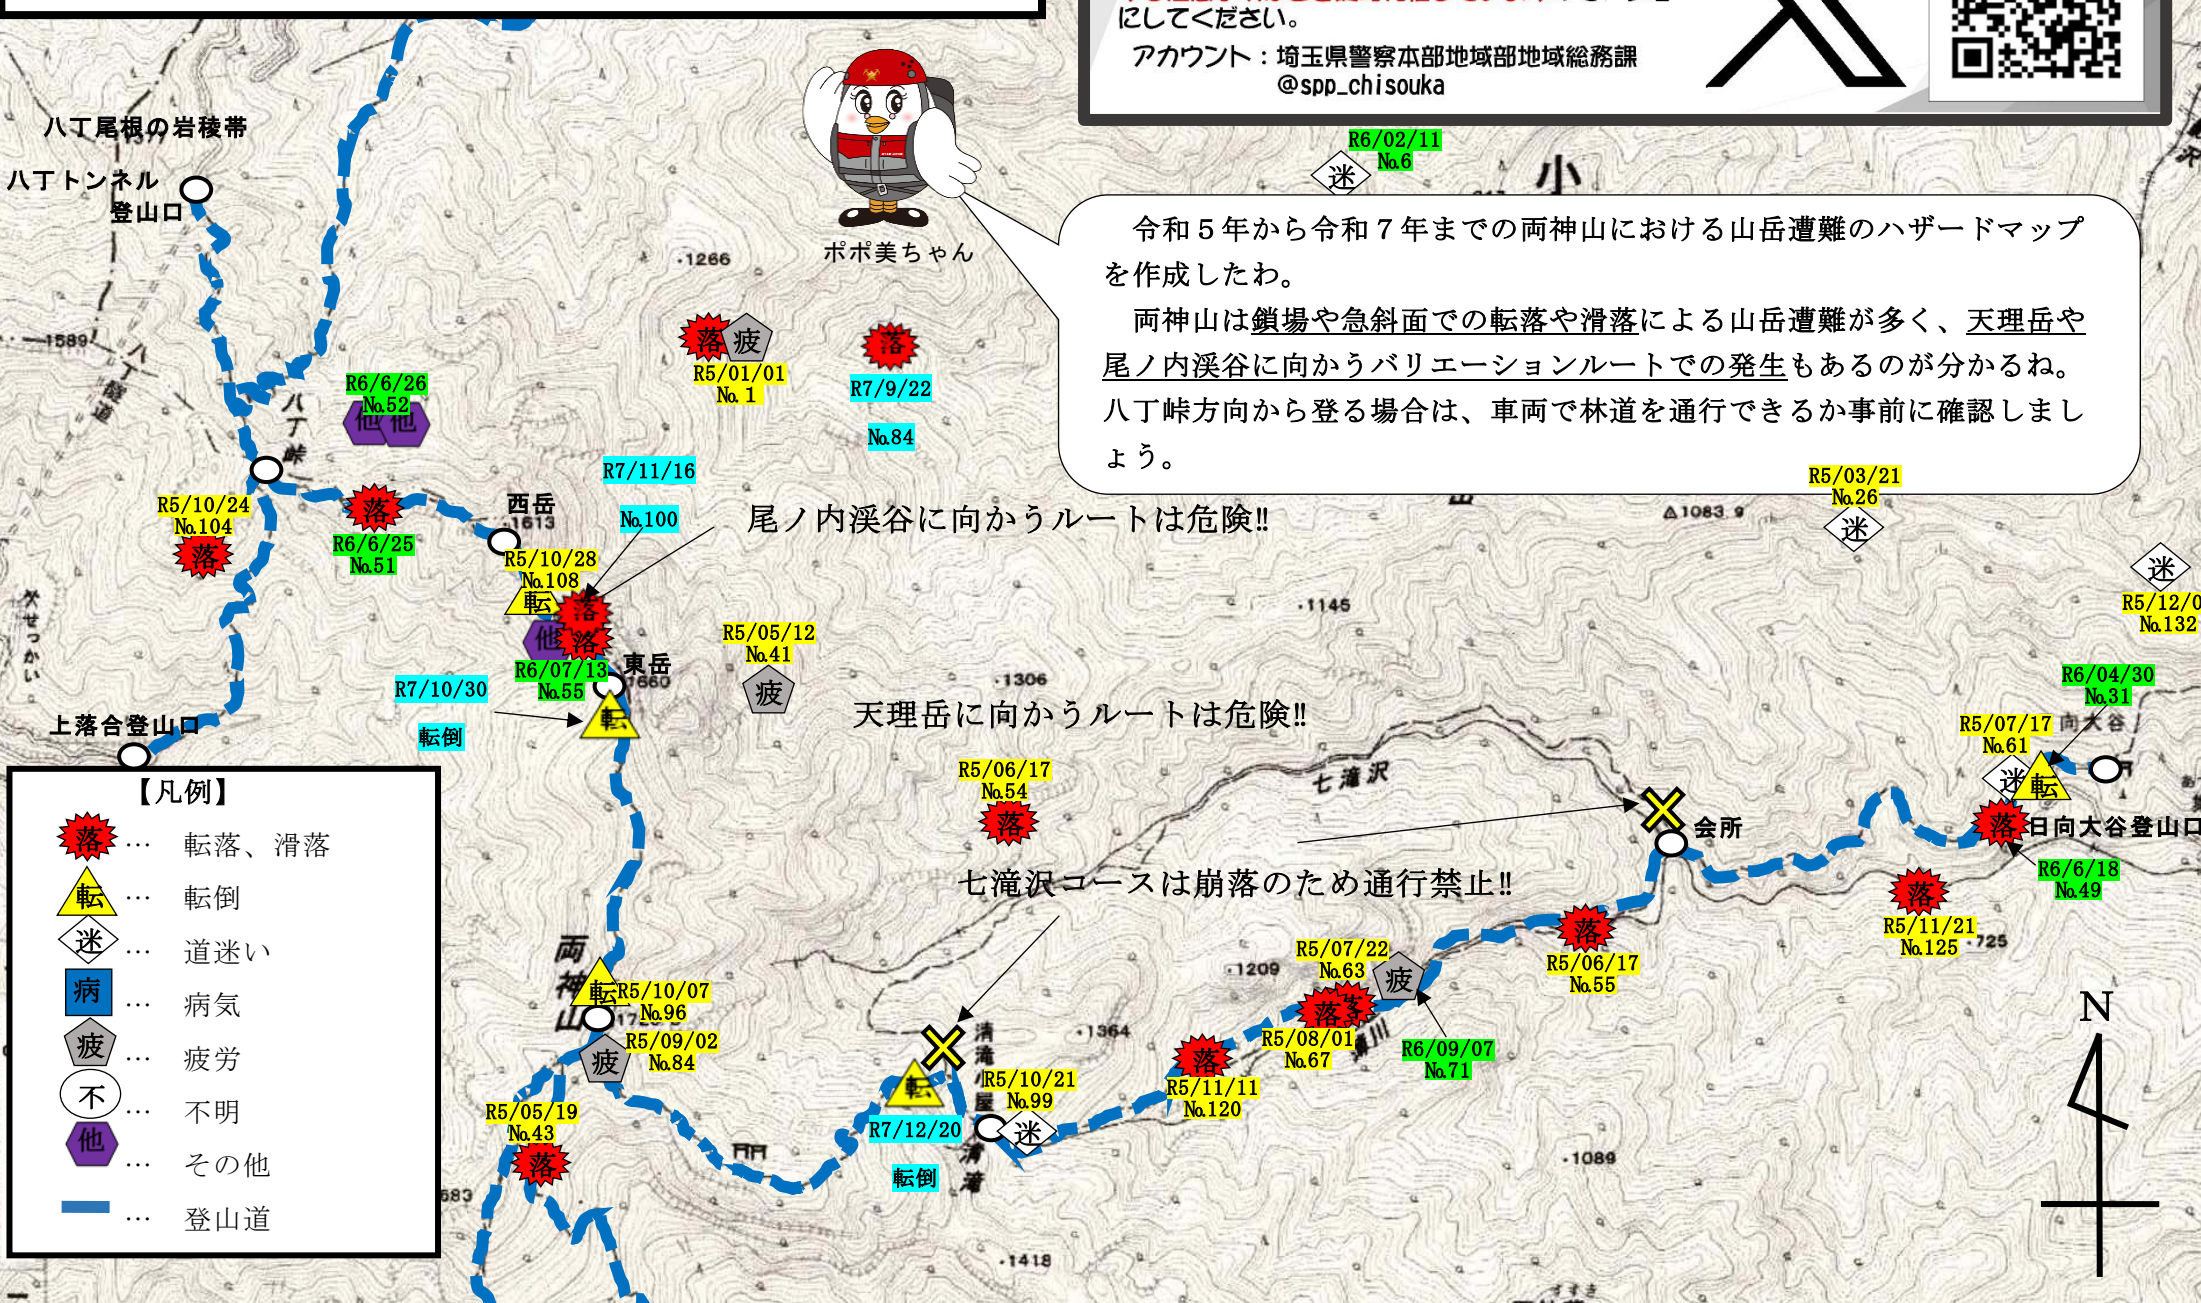 にしてください。
アカウント：埼玉県警察本部地域部地域総務課
@spp_chisouka
八丁尾根の岩稜帯
八丁トンネル
登山口
ポポ美ちゃん
R6/02/11
No.6
迷
小
令和５年から令和７年までの両神山における山岳遭難のハザードマップ
を作成したわ。
両神山は鎖場や急斜面での転落や滑落による山岳遭難が多く、天理岳や
尾ノ内渓谷に向かうバリエーションルートでの発生もあるのが分かるね。
八丁峠方向から登る場合は、車両で林道を通行できるか事前に確認しまし
ょう。
・1266
1589
八丁隧道
落 疲
R5/01/01
No.1
落
R7/9/22
No.84
R6/6/26
No.52
他 他
八丁峠
R5/10/24
No.104
落
落
R6/6/25
No.51
西岳
・1613
R7/11/16
No.100
尾ノ内渓谷に向かうルートは危険‼
R5/03/21
No.26
迷
△1083.9
迷
R5/12/0
No.132
R5/10/28
No.108
転
落
他 落
R6/07/13
No.55
東岳
1660
R7/10/30
転倒
転
R5/05/12
No.41
疲
・1145
・1306
天理岳に向かうルートは危険‼
R5/06/17
No.54
落
七滝沢
会所
R6/04/30
No.31
向大谷
R5/07/17
No.61
迷 転
落
日向大谷登山口
R6/6/18
No.49
落
R5/11/21
No.125
・725
上落合登山口
七滝沢コースは崩落のため通行禁止‼
【凡例】
落 … 転落、滑落
転 … 転倒
迷 … 道迷い
病 … 病気
疲 … 疲労
不 … 不明
他 … その他
… 登山道
両神山
転
R5/10/07
No.96
疲
R5/09/02
No.84
R5/05/19
No.43
落
転
R7/12/20
転倒
清滝小屋
清滝
R5/10/21
No.99
迷
・1364
・1209
落
R5/11/11
No.120
R5/07/22
No.63
落 落
R5/08/01
No.67
疲
R6/09/07
No.71
落
R5/06/17
No.55
・1089
・1418
N